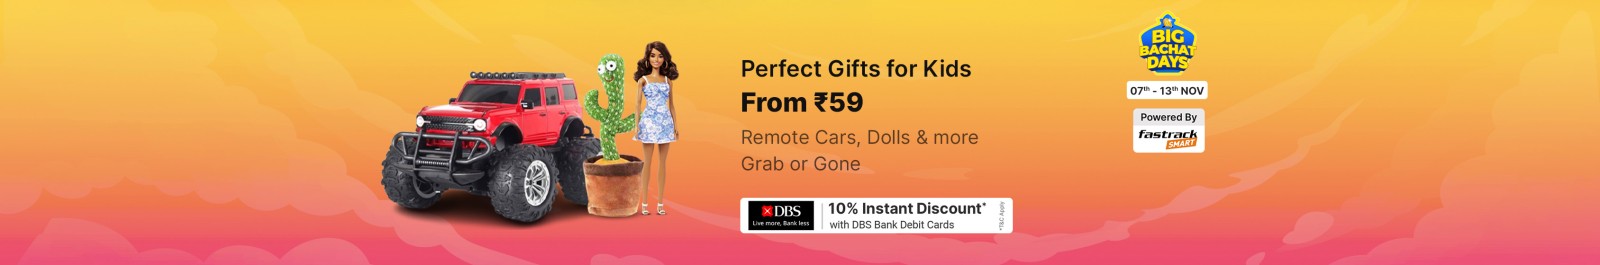 Perfect Gifts for Kids
From ₹59
Remote Cars, Dolls & more
Grab or Gone
DBS
Live more, Bank less
10% Instant Discount*
with DBS Bank Debit Cards
*T&C Apply
BIG
BACHAT
DAYS
07th - 13th NOV
Powered By
fastrack
SMART